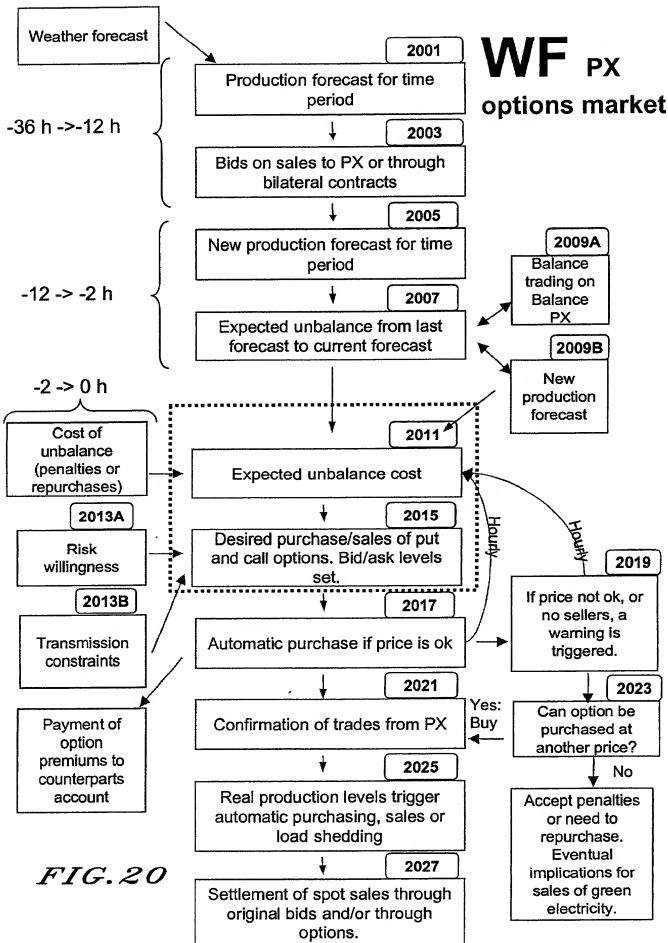 Weather forecast
WF PX
options market
2001
Production forecast for time
period
-36 h ->-12 h
2003
Bids on sales to PX or through
bilateral contracts
2005
New production forecast for time
period
-12 -> -2 h
2007
Expected unbalance from last
forecast to current forecast
2009A
Balance
trading on
Balance
PX
2009B
New
production
forecast
-2 -> 0 h
Cost of
unbalance
(penalties or
repurchases)
2011
Expected unbalance cost
2013A
Risk
willingness
2015
Desired purchase/sales of put
and call options. Bid/ask levels
set.
Hourly
Hourly
2013B
Transmission
constraints
2017
Automatic purchase if price is ok
2019
If price not ok, or
no sellers, a
warning is
triggered.
Payment of
option
premiums to
counterparts
account
2021
Confirmation of trades from PX
Yes:
Buy
2023
Can option be
purchased at
another price?
No
2025
Real production levels trigger
automatic purchasing, sales or
load shedding
Accept penalties
or need to
repurchase.
Eventual
implications for
sales of green
electricity.
2027
Settlement of spot sales through
original bids and/or through
options.
FIG.20